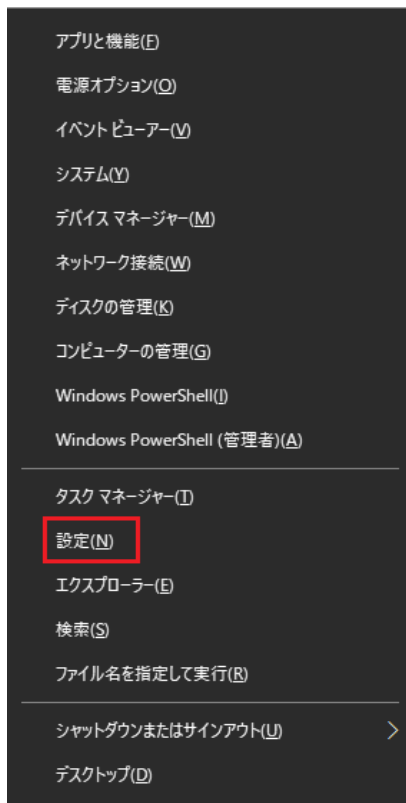 アプリと機能(F)
電源オプション(O)
イベント ビューアー(V)
システム(Y)
デバイス マネージャー(M)
ネットワーク接続(W)
ディスクの管理(K)
コンピューターの管理(G)
Windows PowerShell(I)
Windows PowerShell (管理者)(A)
タスク マネージャー(T)
設定(N)
エクスプローラー(E)
検索(S)
ファイル名を指定して実行(R)
シャットダウンまたはサインアウト(U)
デスクトップ(D)